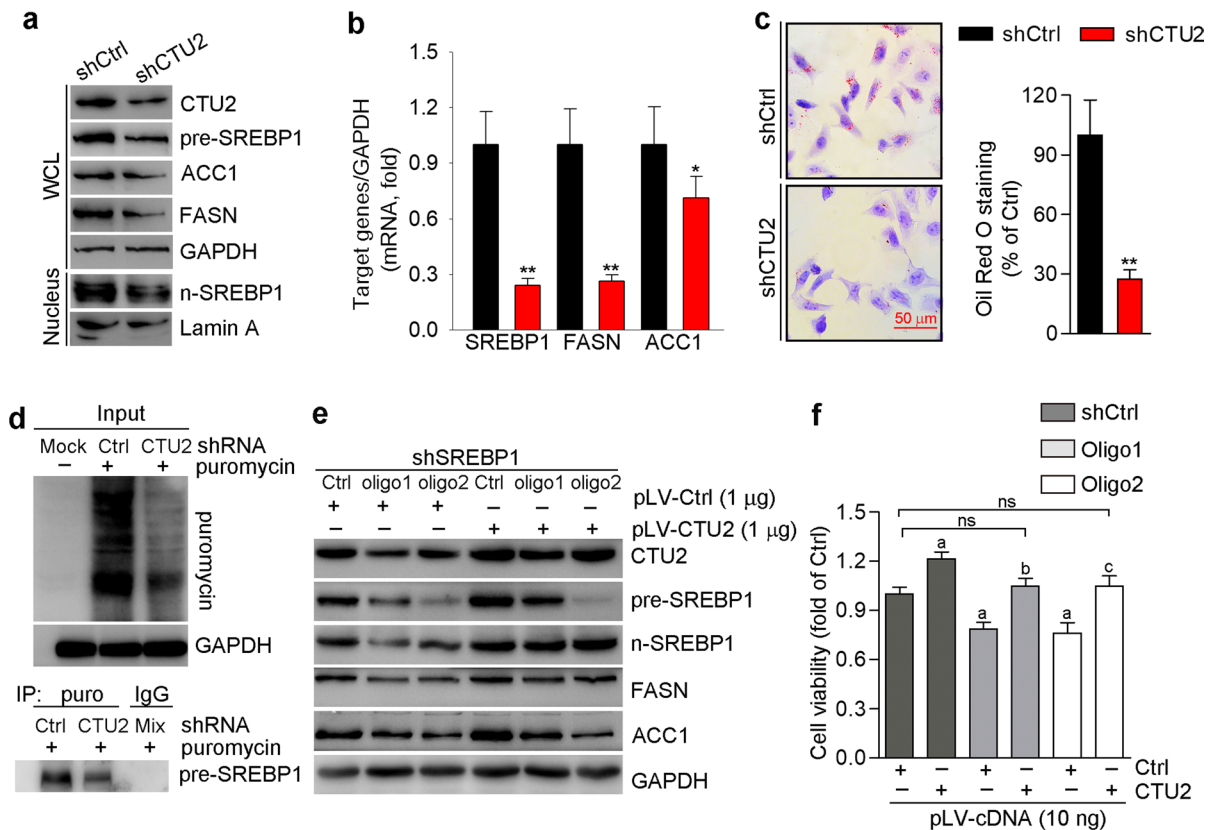 a
shCtrl
shCTU2
WCL
CTU2
pre-SREBP1
ACC1
FASN
GAPDH
Nucleus
n-SREBP1
Lamin A
b
Target genes/GAPDH
(mRNA, fold)
1.5
1.2
0.9
0.6
0.3
0.0
** ** *
SREBP1 FASN ACC1
c
shCtrl shCTU2
shCtrl
shCTU2
50 μm
Oil Red O staining
(% of Ctrl)
120
90
60
30
0
**
d
Input
Mock Ctrl CTU2 shRNA
− + + puromycin
puromycin
GAPDH
IP: puro IgG
Ctrl CTU2 Mix shRNA
+ + + puromycin
pre-SREBP1
e
shSREBP1
Ctrl oligo1 oligo2 Ctrl oligo1 oligo2
+ + + − − − pLV-Ctrl (1 μg)
− − − + + + pLV-CTU2 (1 μg)
CTU2
pre-SREBP1
n-SREBP1
FASN
ACC1
GAPDH
f
shCtrl
Oligo1
Oligo2
Cell viability (fold of Ctrl)
1.5
1.2
0.9
0.6
0.3
0.0
ns
ns
a a b a c
+ − + − + − Ctrl
− + − + − + CTU2
pLV-cDNA (10 ng)